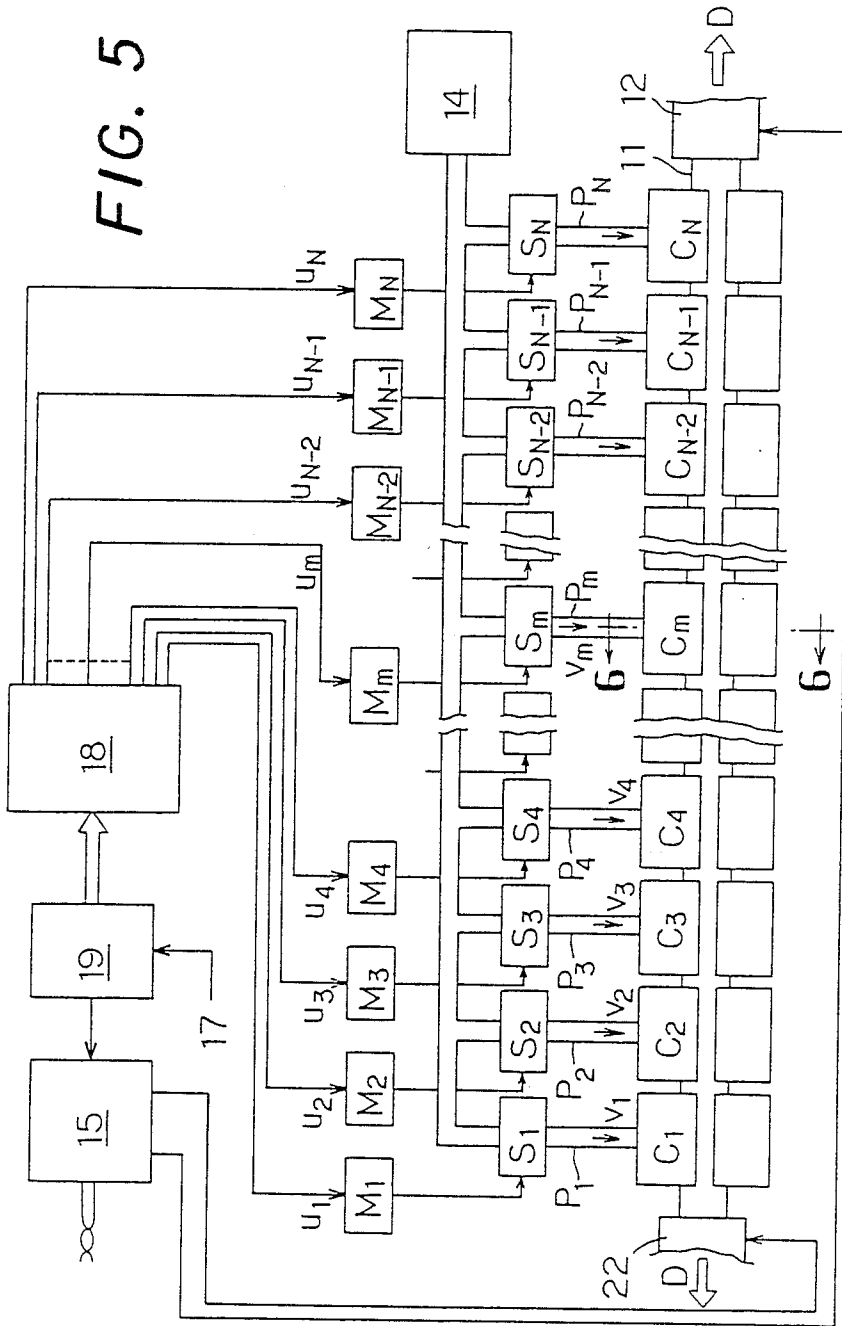 FIG. 5
15
19
18
17
u1
u2
u3
u4
um
uN-2
uN-1
uN
M1
M2
M3
M4
Mm
MN-2
MN-1
MN
14
S1
S2
S3
S4
Sm
SN-2
SN-1
SN
P1
V1
P2
V2
P3
V3
P4
V4
Vm
Pm
PN-2
PN-1
PN
6
C1
C2
C3
C4
Cm
CN-2
CN-1
CN
11
12
22
D
D
6